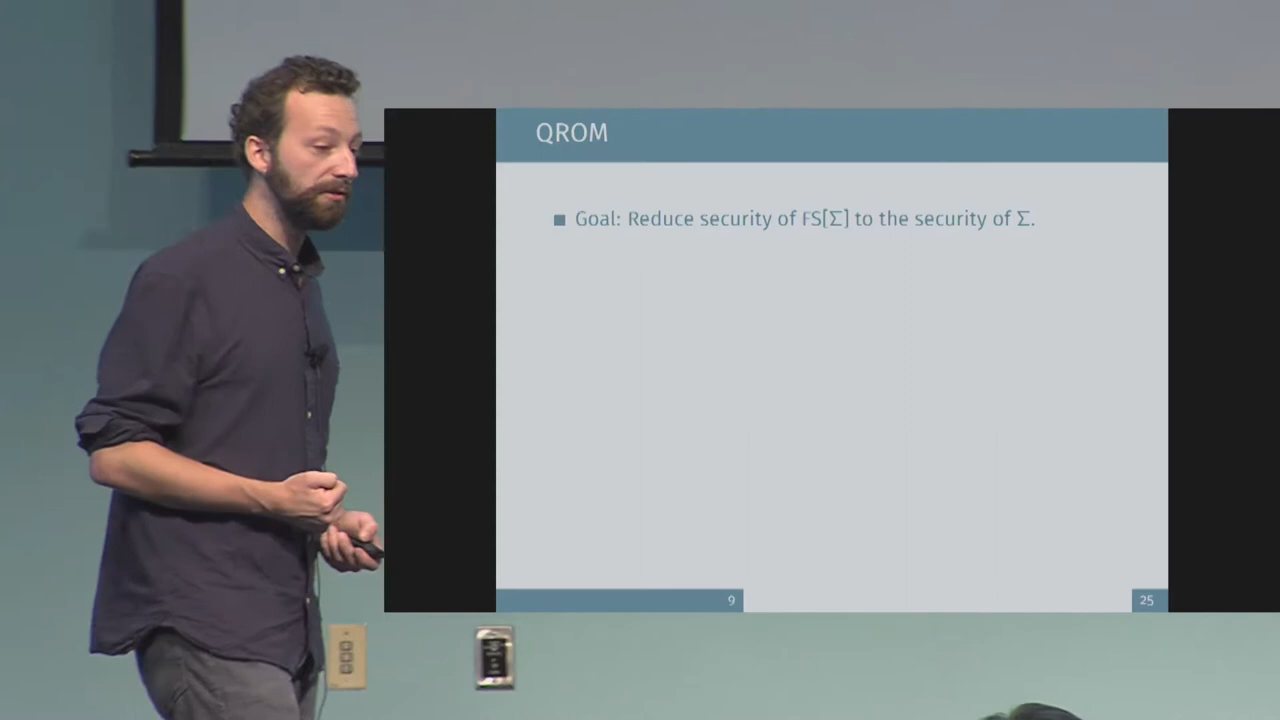 QROM
Goal: Reduce security of FS[Σ] to the security of Σ.
9
25